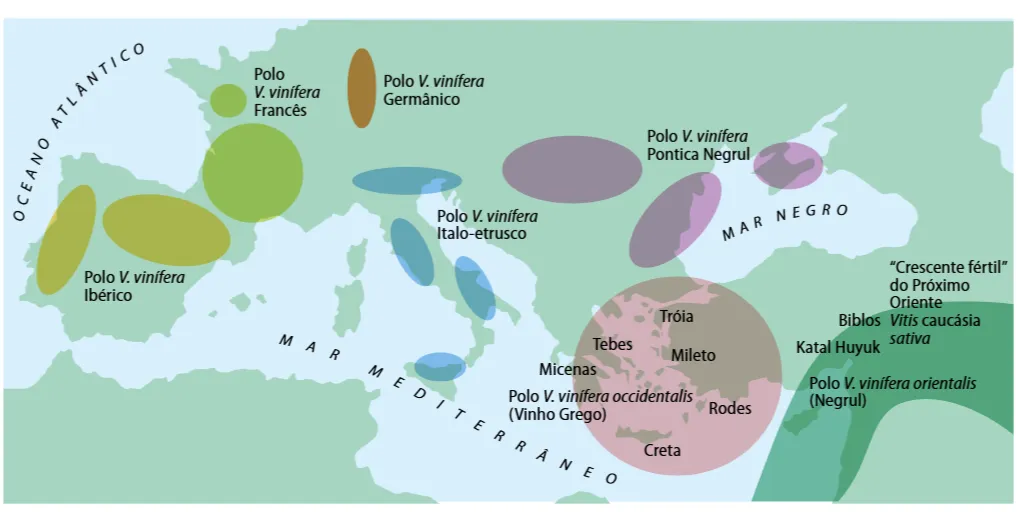 OCEANO ATLÂNTICO
Polo
V. vinífera
Francês
Polo V. vinífera
Germânico
Polo V. vinífera
Pontica Negrul
Polo V. vinífera
Italo-etrusco
MAR NEGRO
Polo V. vinífera
Ibérico
"Crescente fértil"
do Próximo
Oriente
Vitis caucásia
sativa
Biblos
Katal Huyuk
Polo V. vinífera orientalis
(Negrul)
Tróia
Tebes
Mileto
Micenas
Polo V. vinífera occidentalis
(Vinho Grego)
Rodes
Creta
MAR MEDITERRÂNEO